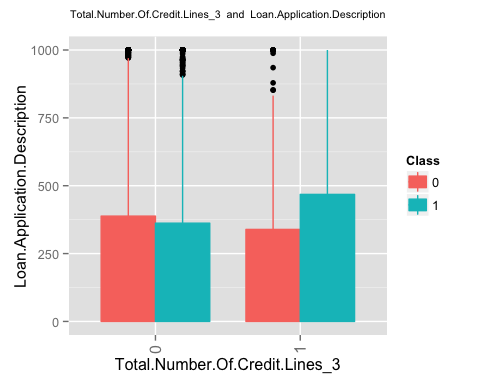 Total.Number.Of.Credit.Lines_3 and Loan.Application.Description
Loan.Application.Description
1000
750
500
250
0
0
1
Total.Number.Of.Credit.Lines_3
Class
0
1